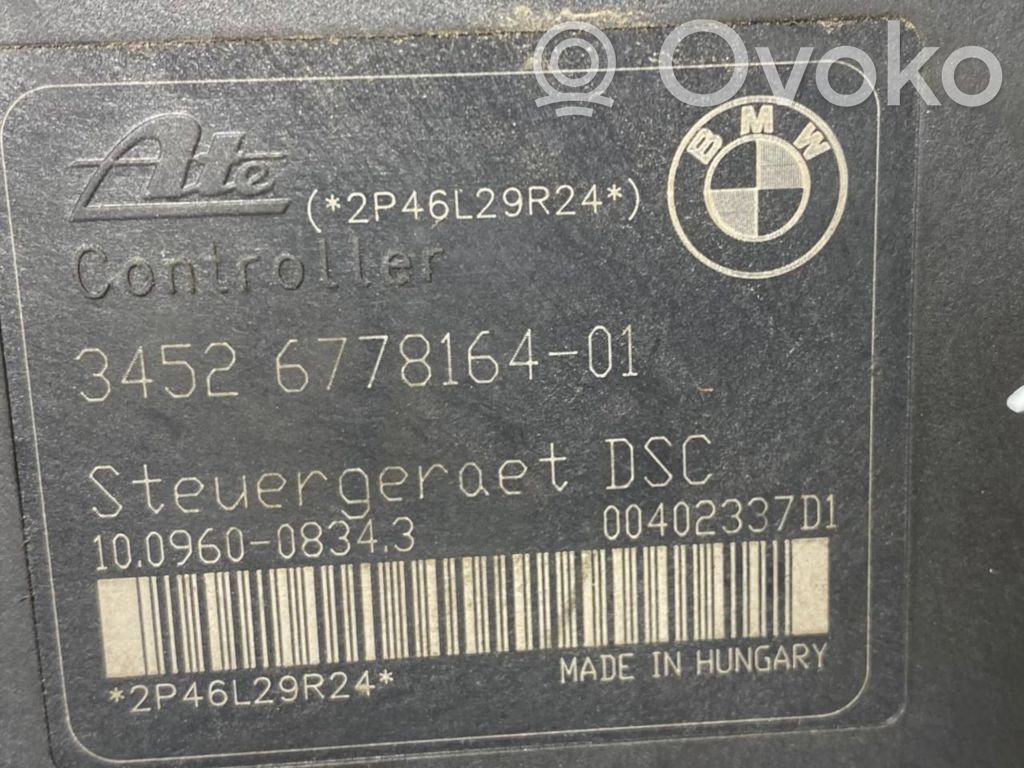 Ovoko
BMW
Ate
(*2P46L29R24*)
Controller
3452 6778164-01
Steuergeraet DSC
10.0960-0834.3 00402337D1
*2P46L29R24*
MADE IN HUNGARY